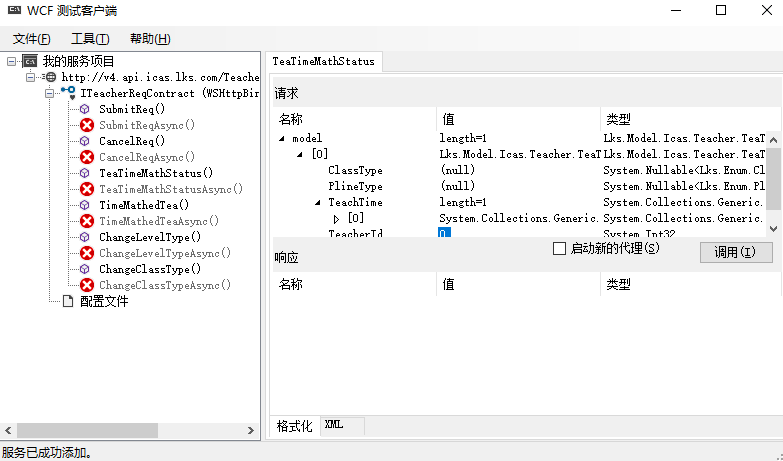 WCF 测试客户端
文件(F) 工具(T) 帮助(H)
我的服务项目
http://v4.api.icas.lks.com/Teache
ITeacherReqContract (WSHttpBir
SubmitReq()
SubmitReqAsync()
CancelReq()
CancelReqAsync()
TeaTimeMathStatus()
TeaTimeMathStatusAsync()
TimeMathedTea()
TimeMathedTeaAsync()
ChangeLevelType()
ChangeLevelTypeAsync()
ChangeClassType()
ChangeClassTypeAsync()
配置文件
TeaTimeMathStatus
请求
名称 值 类型
model length=1 Lks.Model.Icas.Teacher.TeaT
[0] Lks.Model.Icas.Teacher.TeaT Lks.Model.Icas.Teacher.TeaT
ClassType (null) System.Nullable<Lks.Enum.Cl
PlineType (null) System.Nullable<Lks.Enum.Pl
TeachTime length=1 System.Collections.Generic.
[0] System.Collections.Generic. System.Collections.Generic.
TeacherId 0 System.Int32
响应 启动新的代理(S) 调用(I)
名称 值 类型
格式化 XML
服务已成功添加。